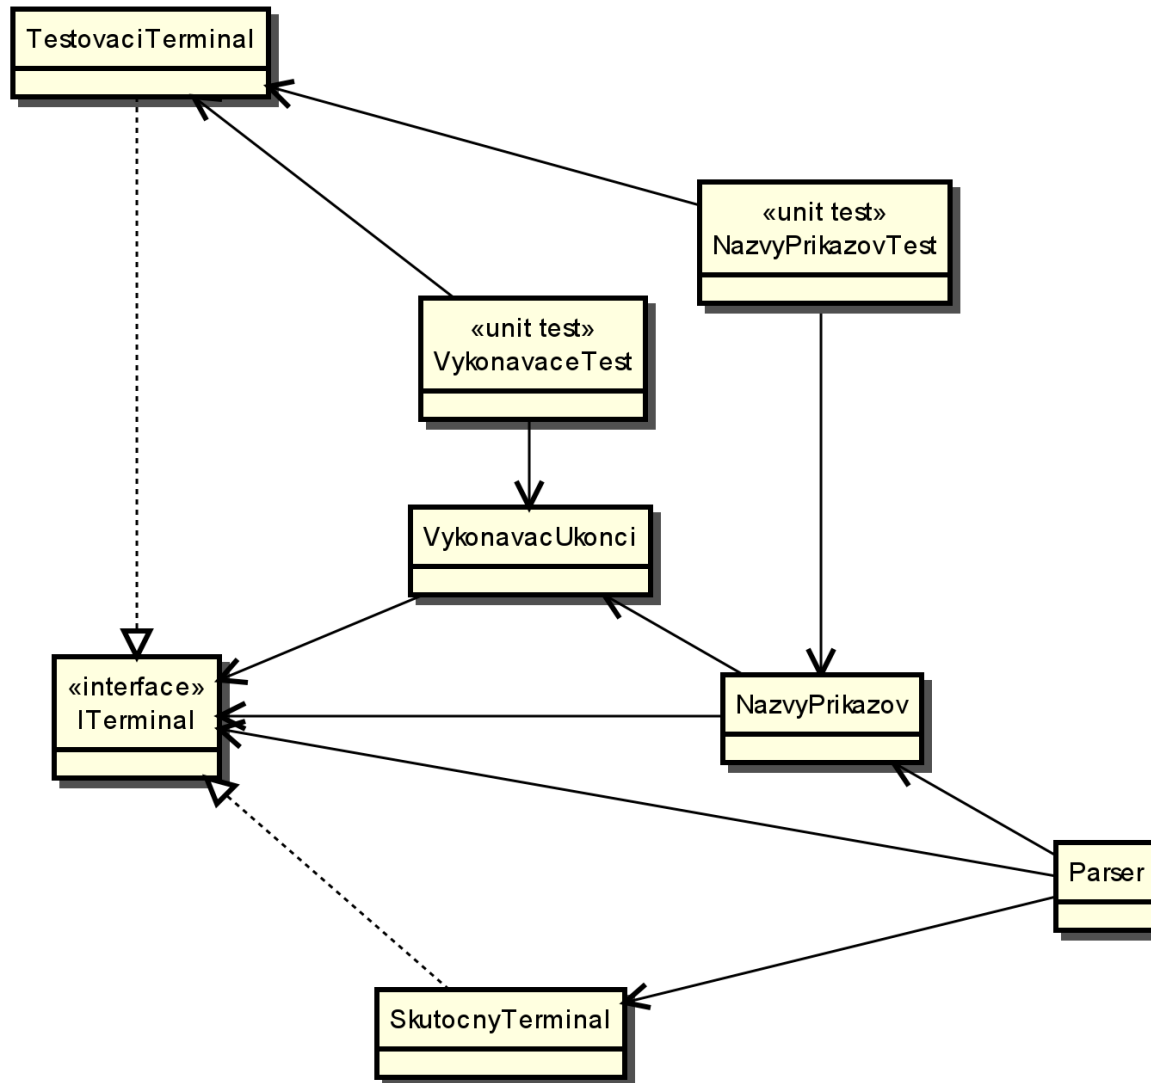 TestovaciTerminal
«unit test»
NazvyPrikazovTest
«unit test»
VykonavaceTest
VykonavacUkonci
«interface»
ITerminal
NazvyPrikazov
Parser
SkutocnyTerminal